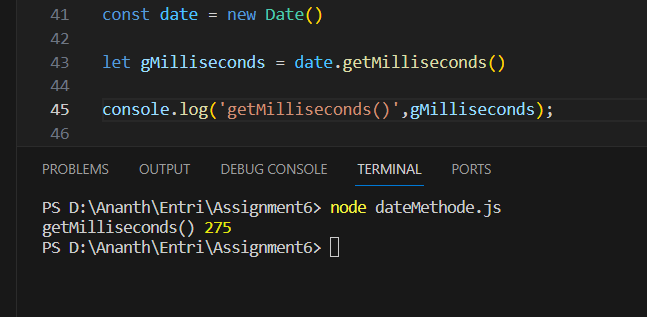 41 const date = new Date()
42
43 let gMilliseconds = date.getMilliseconds()
44
45 console.log('getMilliseconds()',gMilliseconds);
46
PROBLEMS OUTPUT DEBUG CONSOLE TERMINAL PORTS
PS D:\Ananth\Entri\Assignment6> node dateMethode.js
getMilliseconds() 275
PS D:\Ananth\Entri\Assignment6>